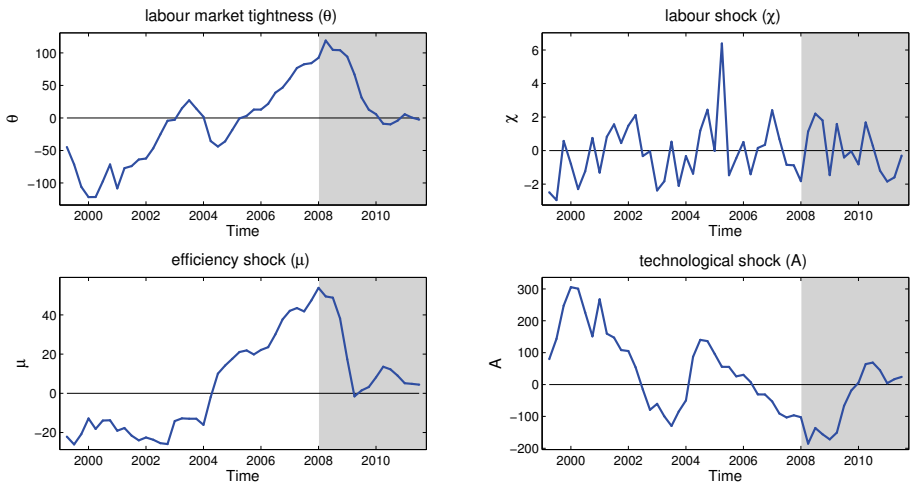 labour market tightness (θ)
100
50
0
−50
−100
θ
2000 2002 2004 2006 2008 2010
Time
labour shock (χ)
6
4
2
0
−2
χ
2000 2002 2004 2006 2008 2010
Time
efficiency shock (μ)
40
20
0
−20
μ
2000 2002 2004 2006 2008 2010
Time
technological shock (A)
300
200
100
0
−100
−200
A
2000 2002 2004 2006 2008 2010
Time